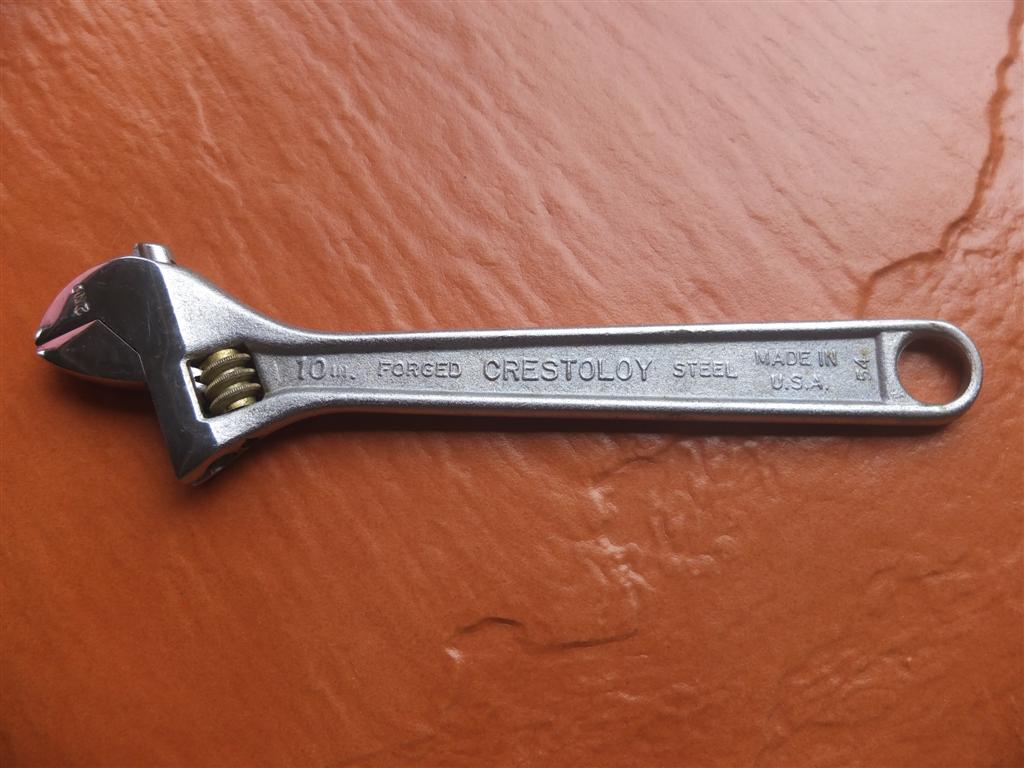 10 IN. FORGED CRESTOLOY STEEL
MADE IN
U.S.A.